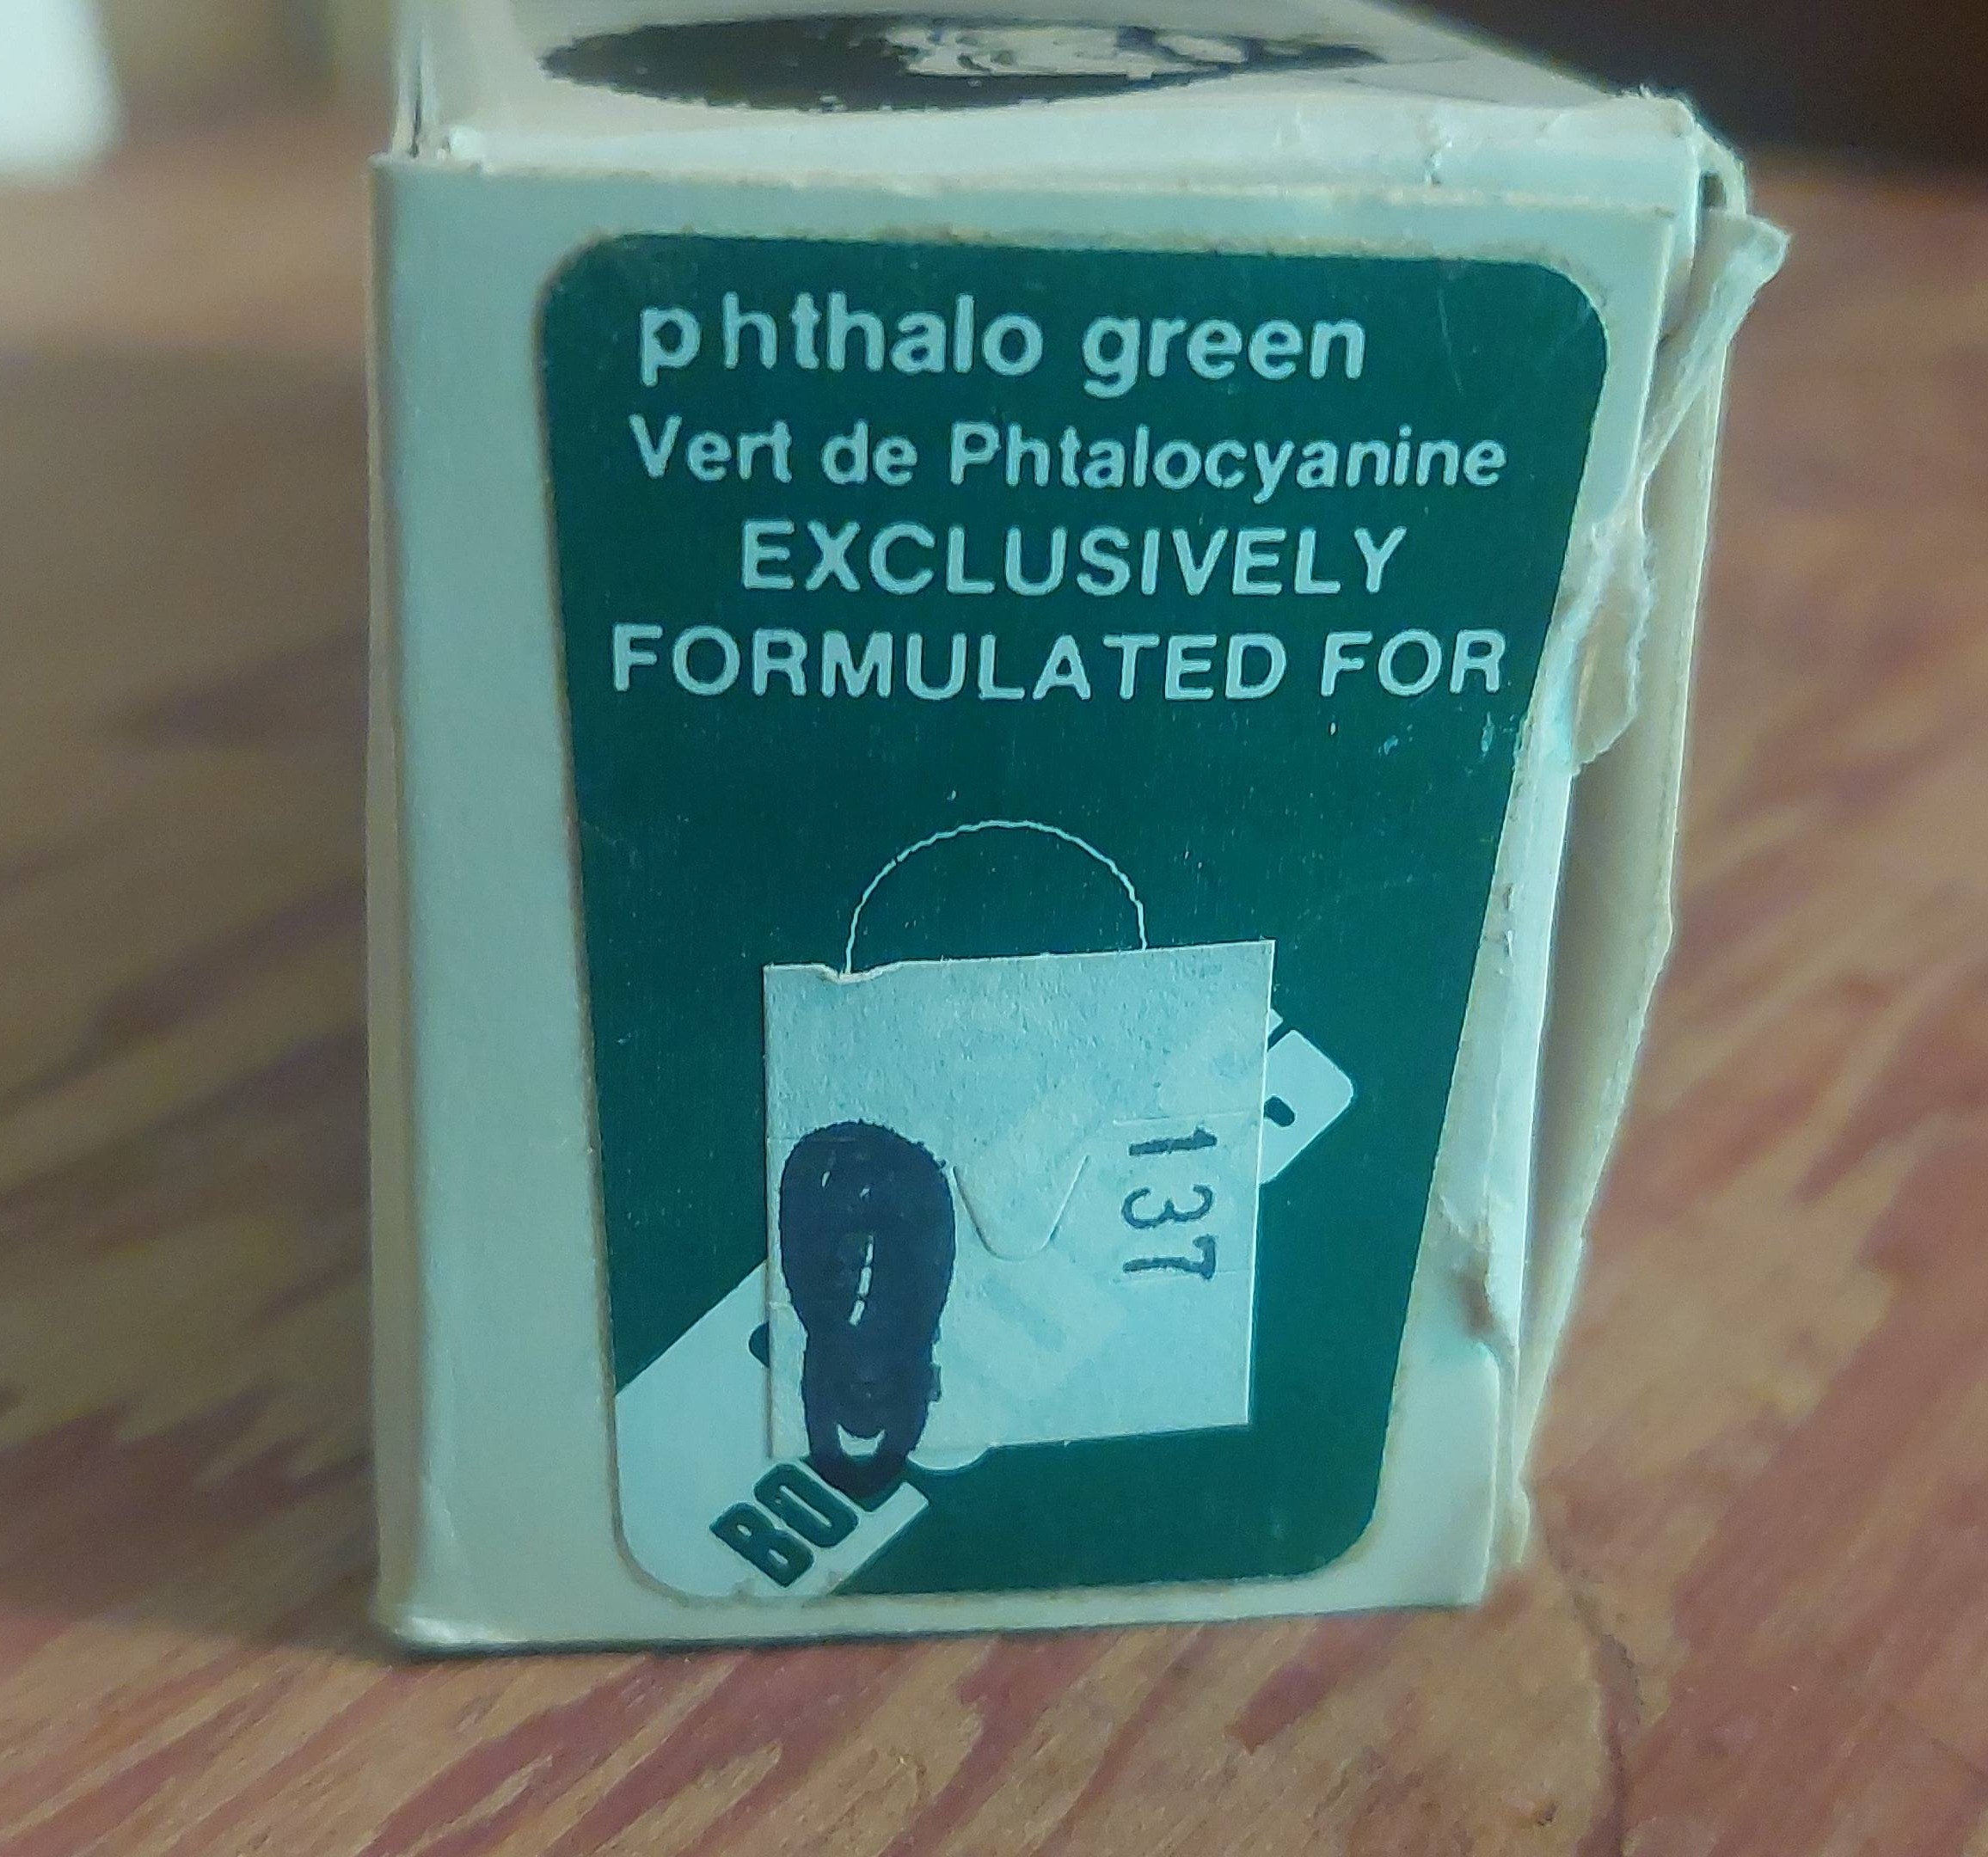 phthalo green
Vert de Phtalocyanine
EXCLUSIVELY
FORMULATED FOR
137